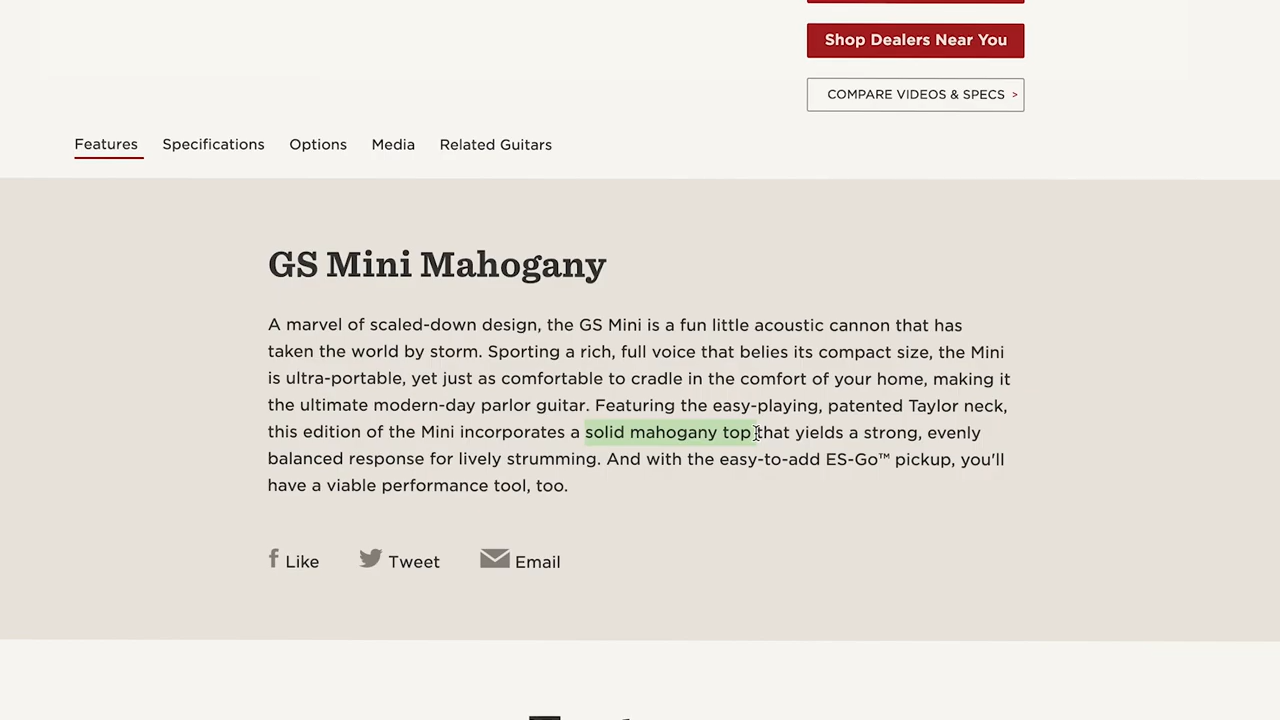 Shop Dealers Near You
COMPARE VIDEOS & SPECS >
Features Specifications Options Media Related Guitars
GS Mini Mahogany
A marvel of scaled-down design, the GS Mini is a fun little acoustic cannon that has
taken the world by storm. Sporting a rich, full voice that belies its compact size, the Mini
is ultra-portable, yet just as comfortable to cradle in the comfort of your home, making it
the ultimate modern-day parlor guitar. Featuring the easy-playing, patented Taylor neck,
this edition of the Mini incorporates a solid mahogany top that yields a strong, evenly
balanced response for lively strumming. And with the easy-to-add ES-Go™ pickup, you'll
have a viable performance tool, too.
Like Tweet Email